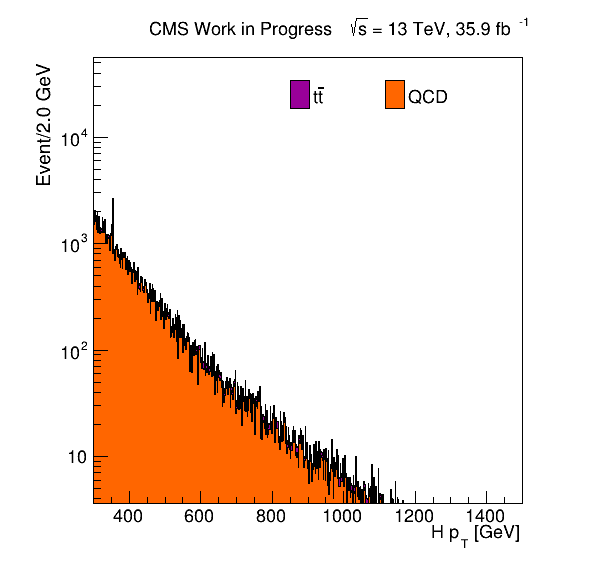 CMS Work in Progress √s = 13 TeV, 35.9 fb⁻¹
Event/2.0 GeV
tt̄
QCD
10⁴
10³
10²
10
400 600 800 1000 1200 1400
H p_T [GeV]